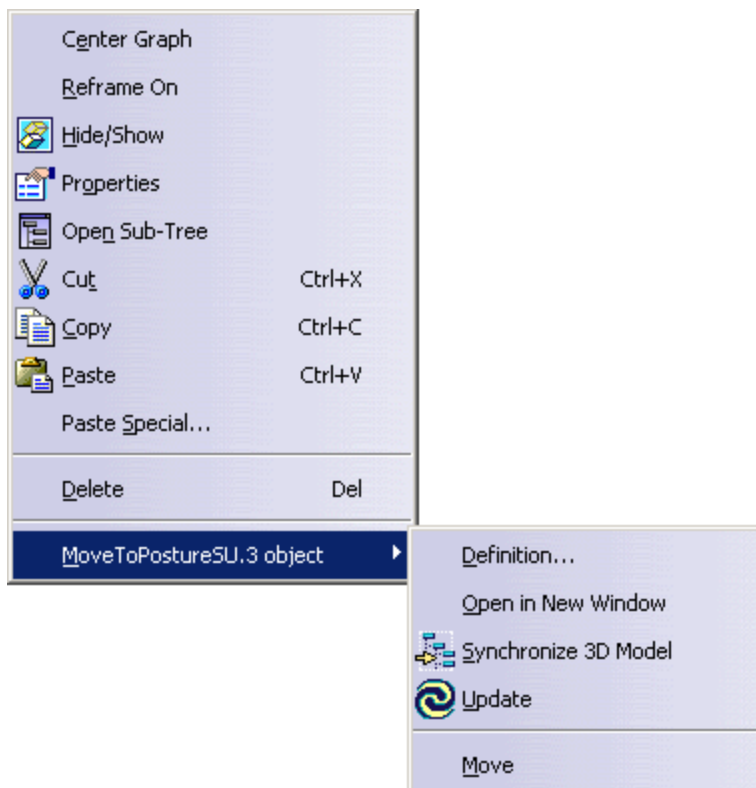 Center Graph
Reframe On
Hide/Show
Properties
Open Sub-Tree
Cut Ctrl+X
Copy Ctrl+C
Paste Ctrl+V
Paste Special...
Delete Del
MoveToPostureSU.3 object
Definition...
Open in New Window
Synchronize 3D Model
Update
Move